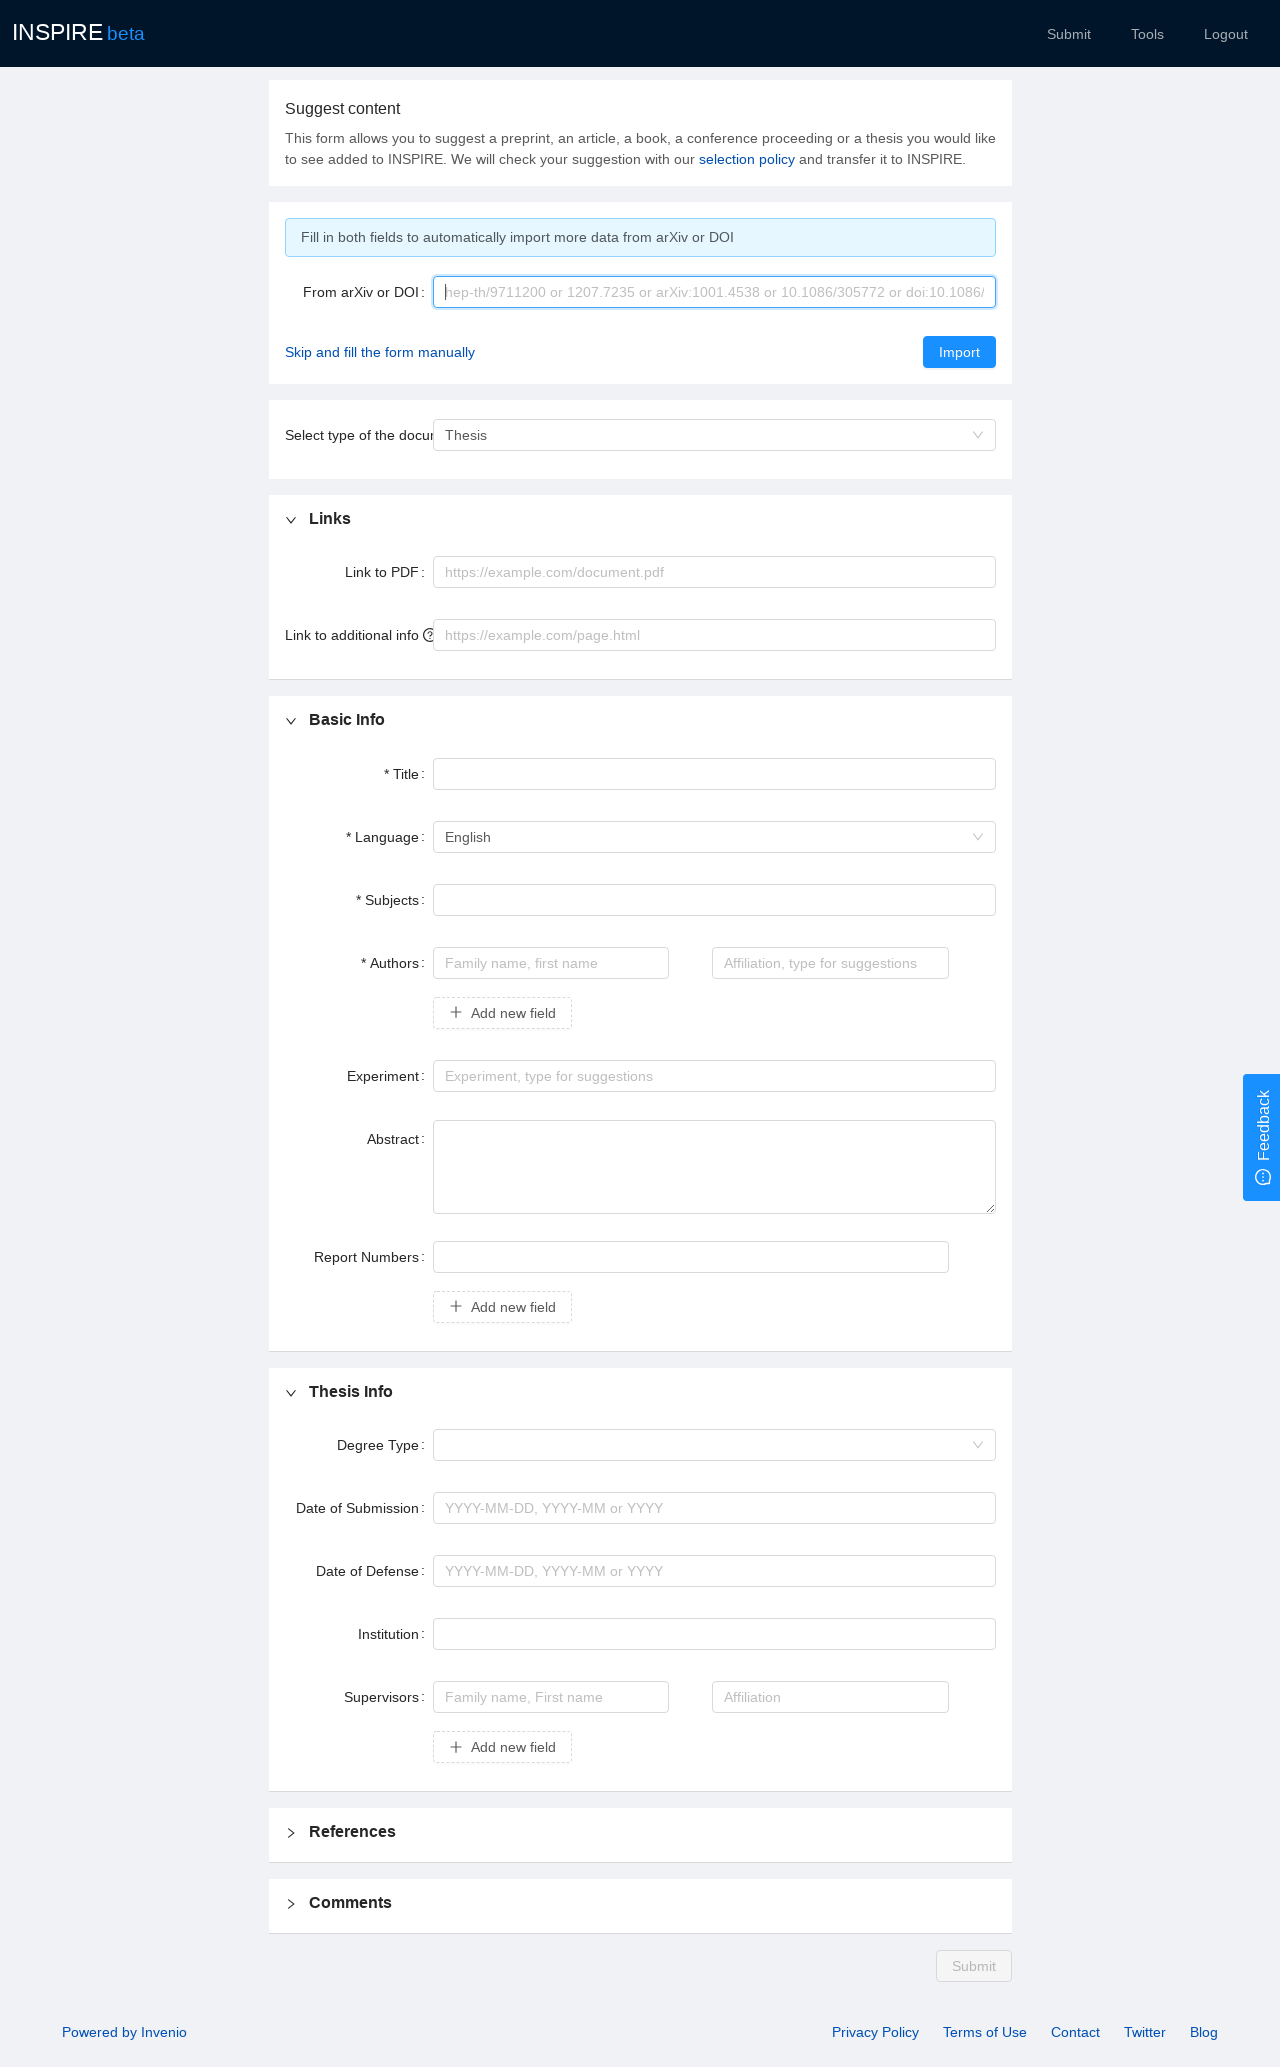 INSPIRE beta
Submit Tools Logout
Suggest content
This form allows you to suggest a preprint, an article, a book, a conference proceeding or a thesis you would like
to see added to INSPIRE. We will check your suggestion with our selection policy and transfer it to INSPIRE.
Fill in both fields to automatically import more data from arXiv or DOI
From arXiv or DOI : hep-th/9711200 or 1207.7235 or arXiv:1001.4538 or 10.1086/305772 or doi:10.1086/
Skip and fill the form manually Import
Select type of the docur Thesis
Links
Link to PDF : https://example.com/document.pdf
Link to additional info https://example.com/page.html
Basic Info
* Title :
* Language : English
* Subjects :
* Authors : Family name, first name Affiliation, type for suggestions
Add new field
Experiment : Experiment, type for suggestions
Abstract :
Feedback
Report Numbers :
Add new field
Thesis Info
Degree Type :
Date of Submission : YYYY-MM-DD, YYYY-MM or YYYY
Date of Defense : YYYY-MM-DD, YYYY-MM or YYYY
Institution :
Supervisors : Family name, First name Affiliation
Add new field
References
Comments
Submit
Powered by Invenio Privacy Policy Terms of Use Contact Twitter Blog